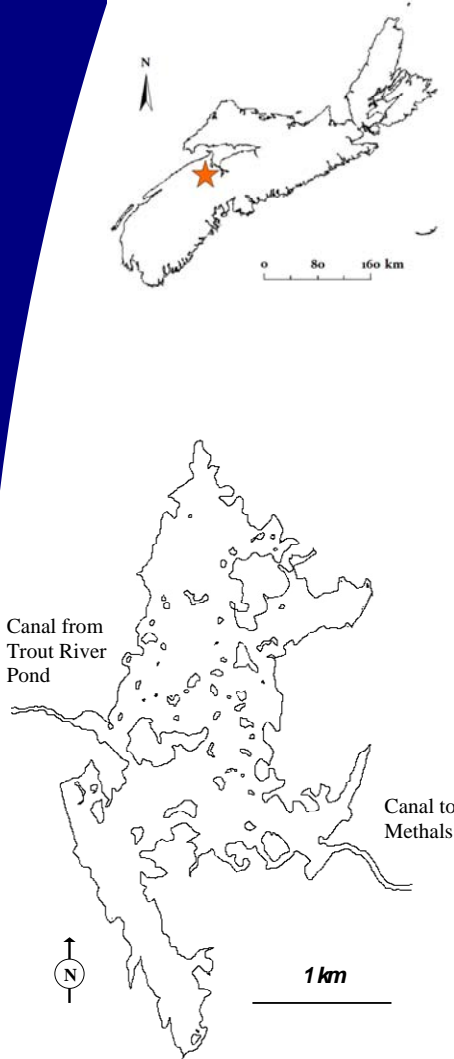 N
0 80 160 km
Canal from
Trout River
Pond
Canal to
Methals
N
1 km